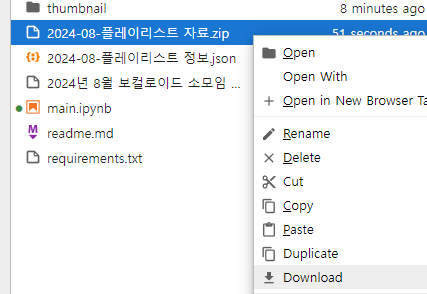 thumbnail 8 minutes ago
2024-08-플레이리스트 자료.zip 51 seconds ago
2024-08-플레이리스트 정보.json
2024년 8월 보컬로이드 소모임 ...
main.ipynb
readme.md
requirements.txt
Open
Open With
Open in New Browser Ta
Rename
Delete
Cut
Copy
Paste
Duplicate
Download